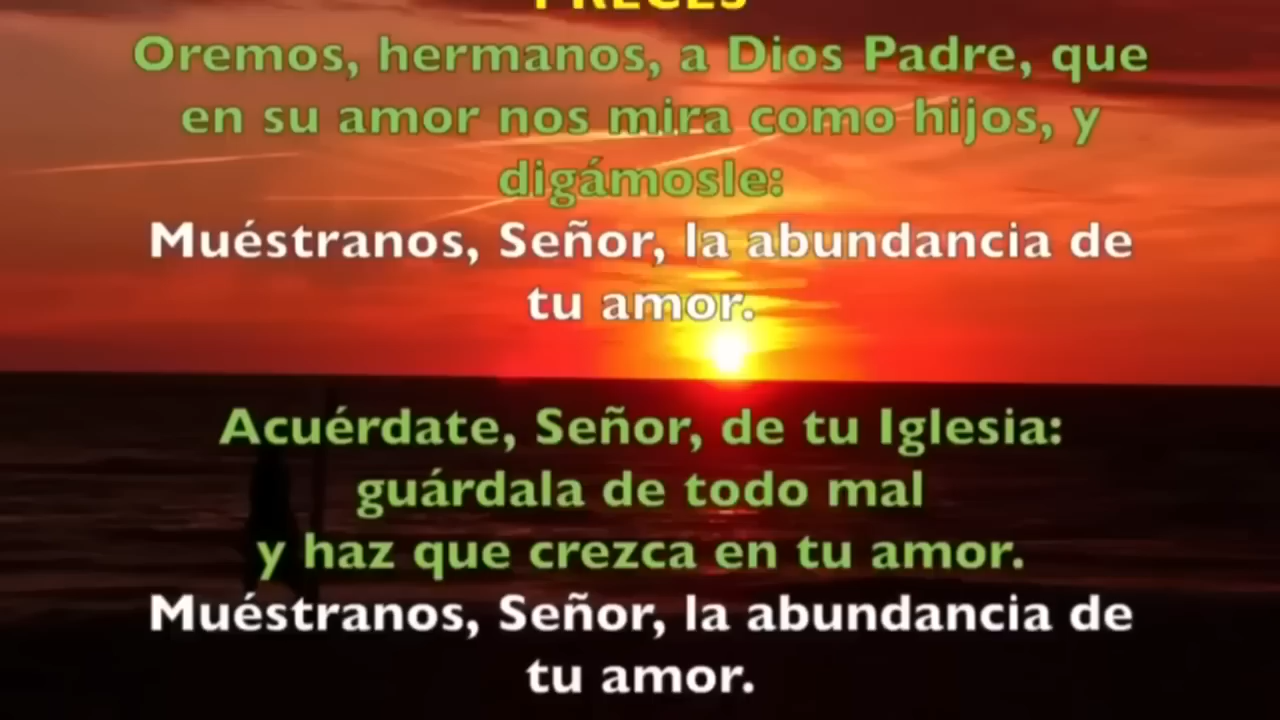 PRECES
Oremos, hermanos, a Dios Padre, que
en su amor nos mira como hijos, y
digámosle:
Muéstranos, Señor, la abundancia de
tu amor.
Acuérdate, Señor, de tu Iglesia:
guárdala de todo mal
y haz que crezca en tu amor.
Muéstranos, Señor, la abundancia de
tu amor.